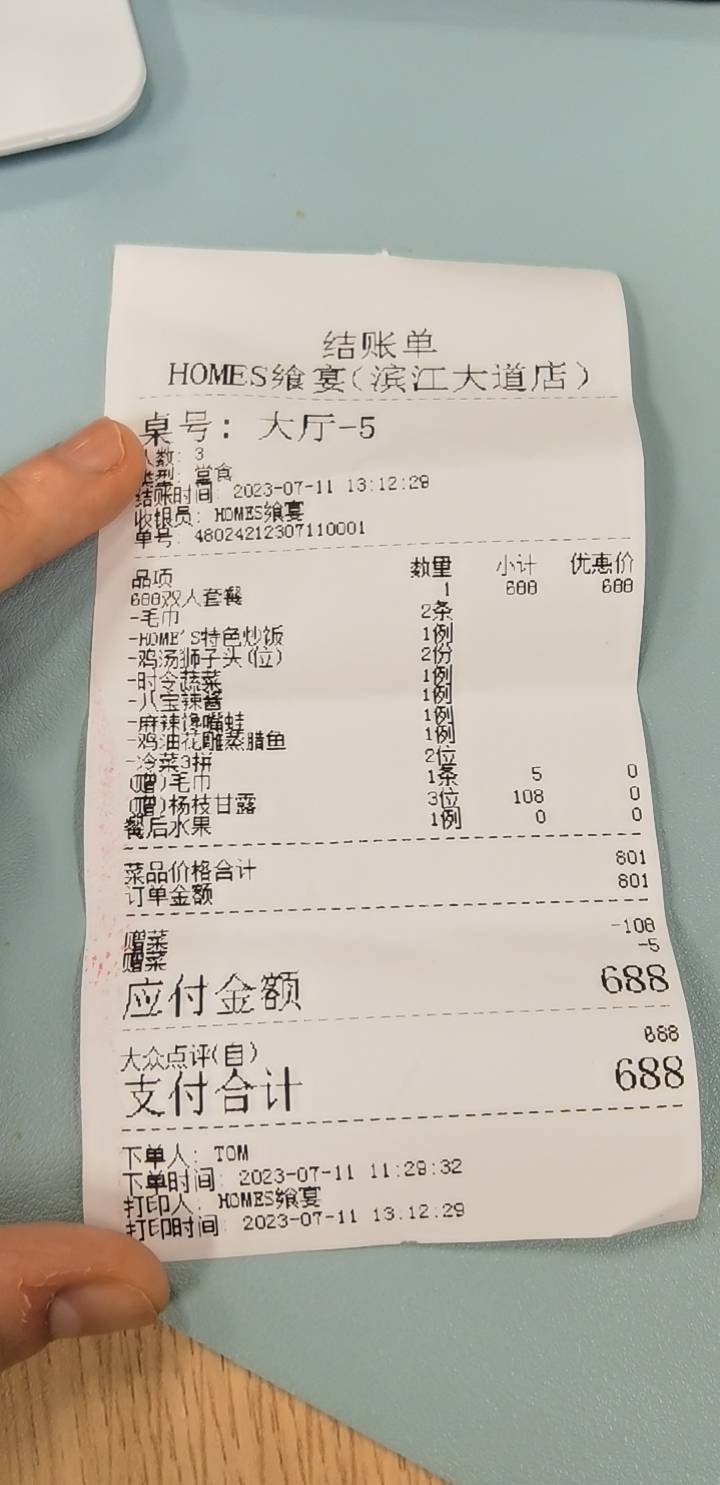 结账单
HOMES飨宴(滨江大道店)
桌号: 大厅-5
人数: 3
类型: 堂食
结账时间: 2023-07-11 13:12:29
收银员: HOMES飨宴
单号: 48024212307110001
品项 数量 小计 优惠价
688双人套餐 1 688 688
-毛巾 2条
-HOME'S特色炒饭 1例
-鸡汤狮子头(位) 2份
-时令蔬菜 1例
-八宝辣酱 1例
-麻辣馋嘴蛙 1例
-鸡油花雕蒸腊鱼 1例
-冷菜3拼 2位
(赠)毛巾 1条 5 0
(赠)杨枝甘露 3位 108 0
餐后水果 1例 0 0
菜品价格合计 801
订单金额 801
赠菜 -108
赠菜 -5
应付金额 688
大众点评(自) 688
支付合计 688
下单人: TOM
下单时间: 2023-07-11 11:29:32
打印人: HOMES飨宴
打印时间: 2023-07-11 13:12:29